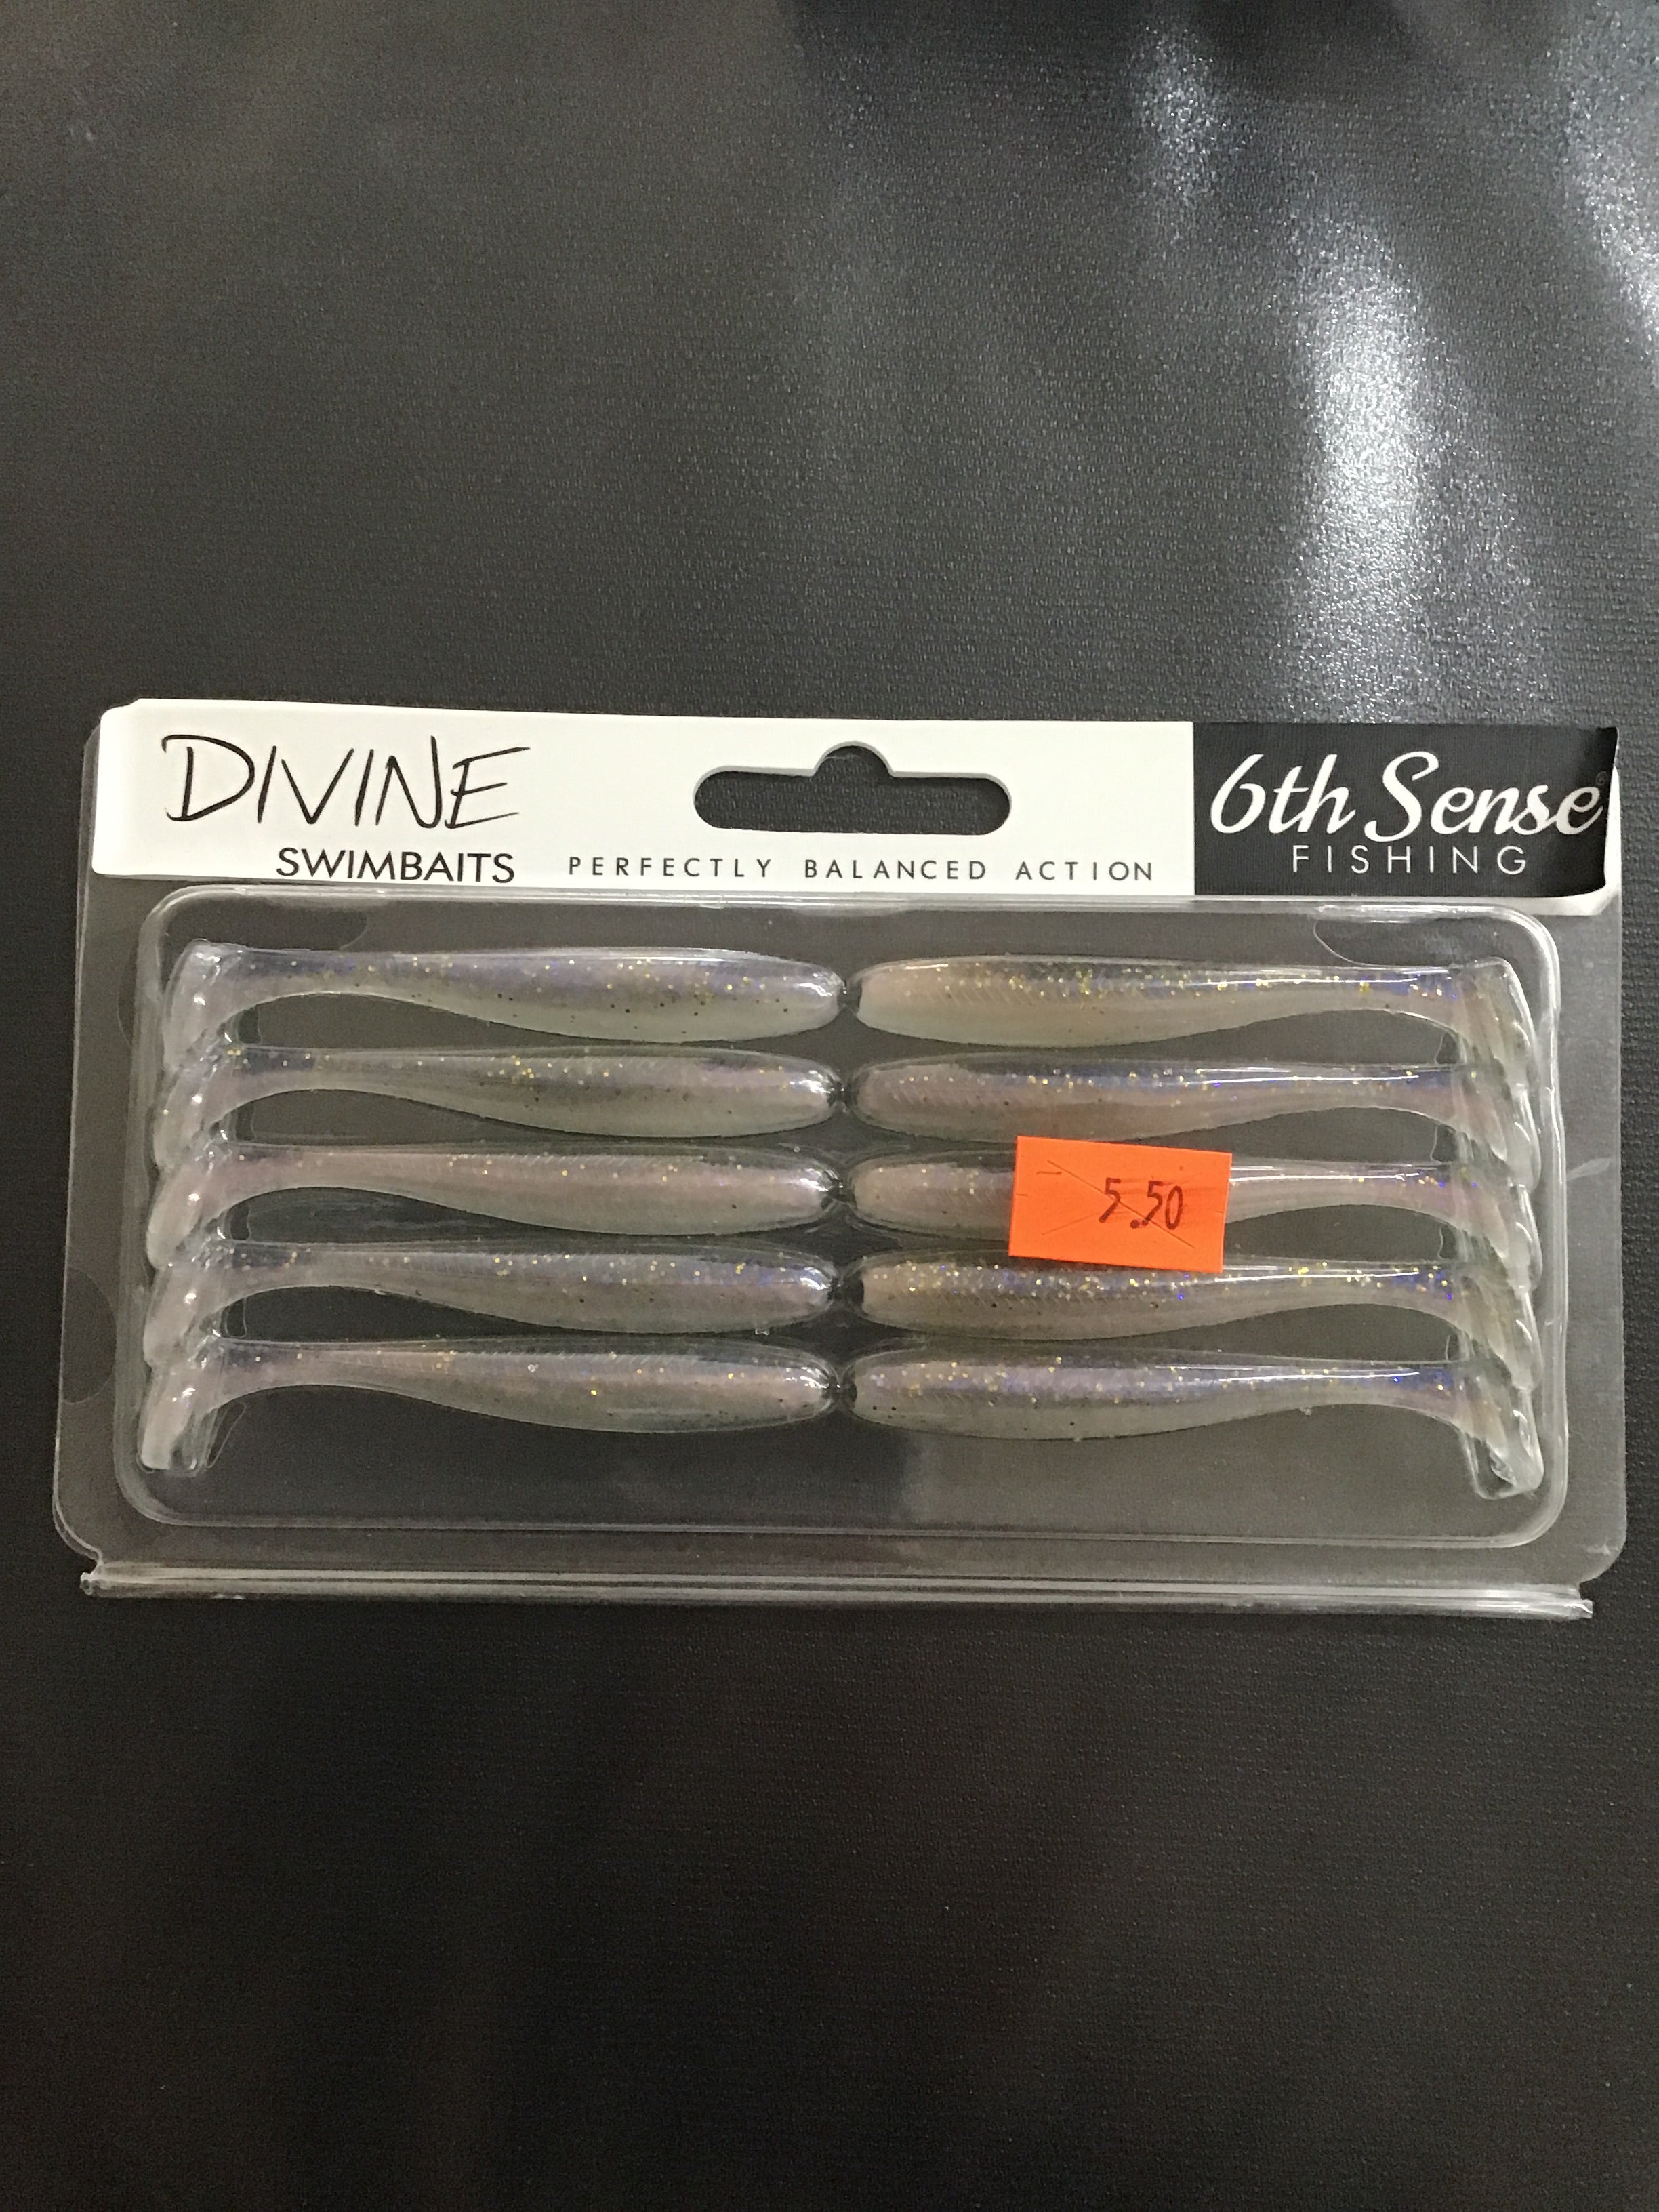 DIVINE
SWIMBAITS
PERFECTLY BALANCED ACTION
6th Sense®
FISHING
5.50